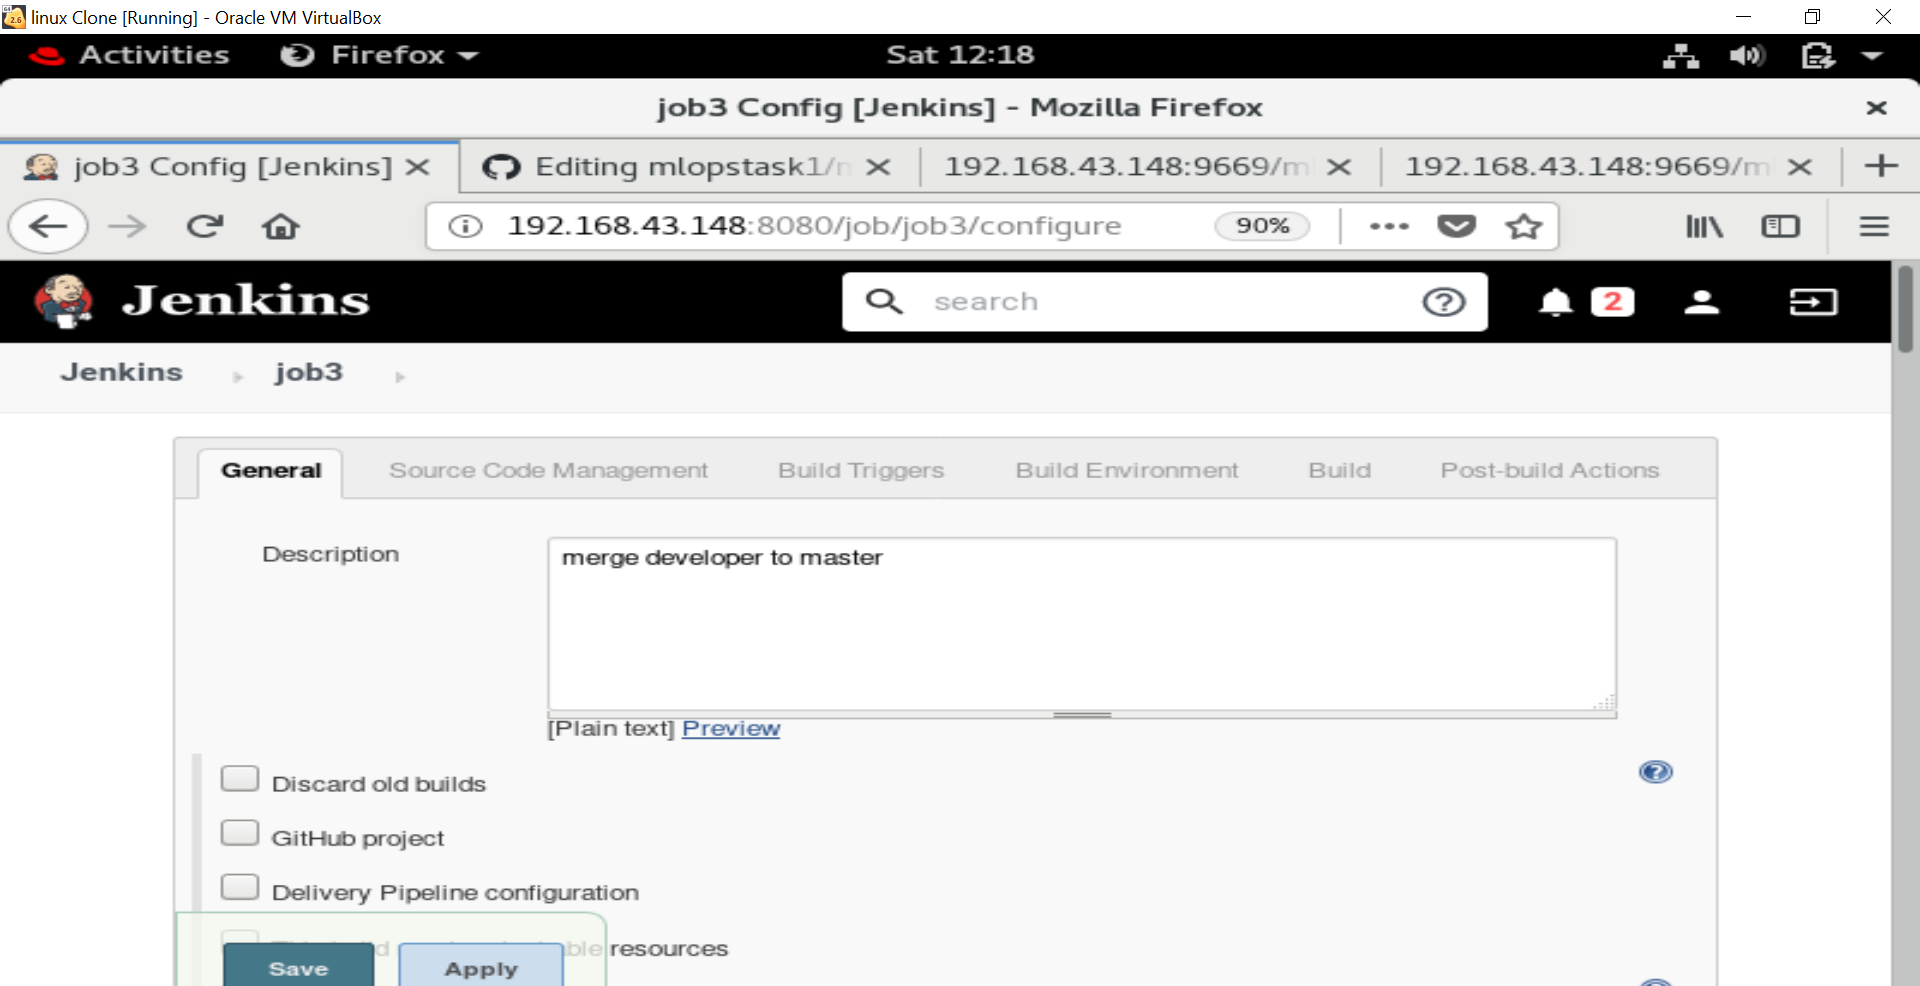 linux Clone [Running] - Oracle VM VirtualBox
Activities Firefox Sat 12:18
job3 Config [Jenkins] - Mozilla Firefox
job3 Config [Jenkins] Editing mlopstask1/ 192.168.43.148:9669/m 192.168.43.148:9669/m
192.168.43.148:8080/job/job3/configure 90%
Jenkins search 2
Jenkins job3
General Source Code Management Build Triggers Build Environment Build Post-build Actions
Description merge developer to master
[Plain text] Preview
Discard old builds
GitHub project
Delivery Pipeline configuration
resources
Save Apply